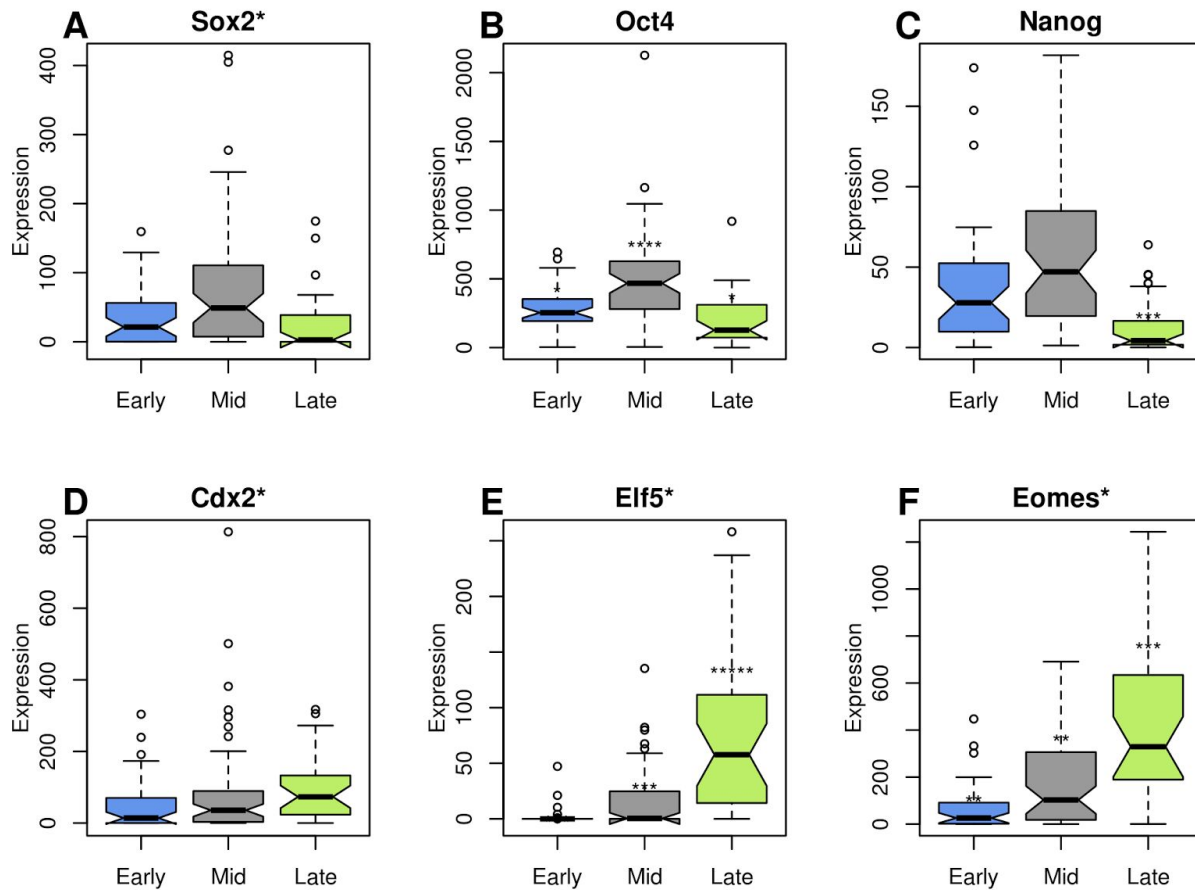 A Sox2*
Expression
400
300
200
100
0
Early Mid Late
B Oct4
Expression
2000
1500
1000
500
0
*
****
*
Early Mid Late
C Nanog
Expression
150
100
50
0
***
Early Mid Late
D Cdx2*
Expression
800
600
400
200
0
Early Mid Late
E Elf5*
Expression
200
100
50
0
***
*****
Early Mid Late
F Eomes*
Expression
1000
600
200
0
**
**
***
Early Mid Late